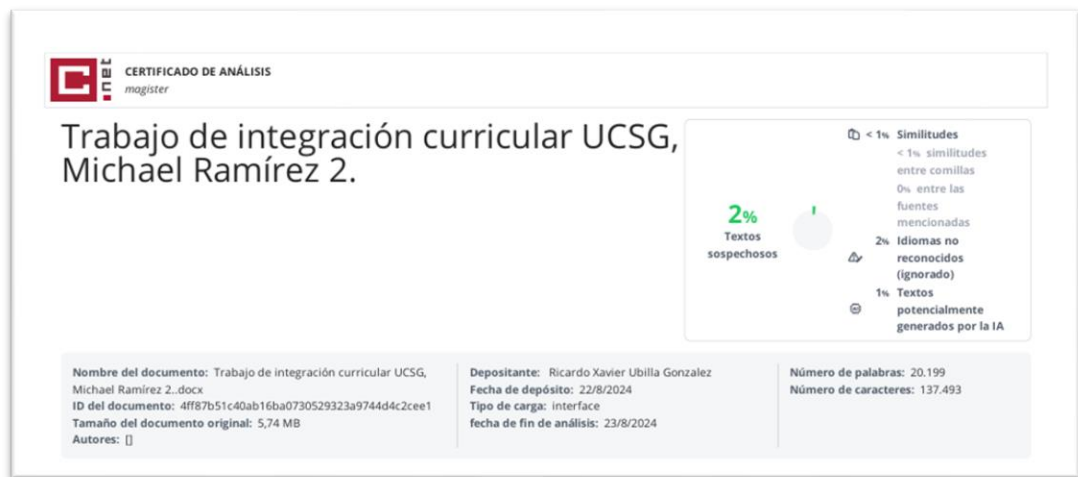 C.net
CERTIFICADO DE ANÁLISIS
magister
Trabajo de integración curricular UCSG,
Michael Ramírez 2.
2%
Textos
sospechosos
< 1% Similitudes
< 1% similitudes
entre comillas
0% entre las
fuentes
mencionadas
2% Idiomas no
reconocidos
(ignorado)
1% Textos
potencialmente
generados por la IA
Nombre del documento: Trabajo de integración curricular UCSG,
Michael Ramírez 2..docx
ID del documento: 4ff87b51c40ab16ba0730529323a9744d4c2cee1
Tamaño del documento original: 5,74 MB
Autores: []
Depositante: Ricardo Xavier Ubilla Gonzalez
Fecha de depósito: 22/8/2024
Tipo de carga: interface
fecha de fin de análisis: 23/8/2024
Número de palabras: 20.199
Número de caracteres: 137.493